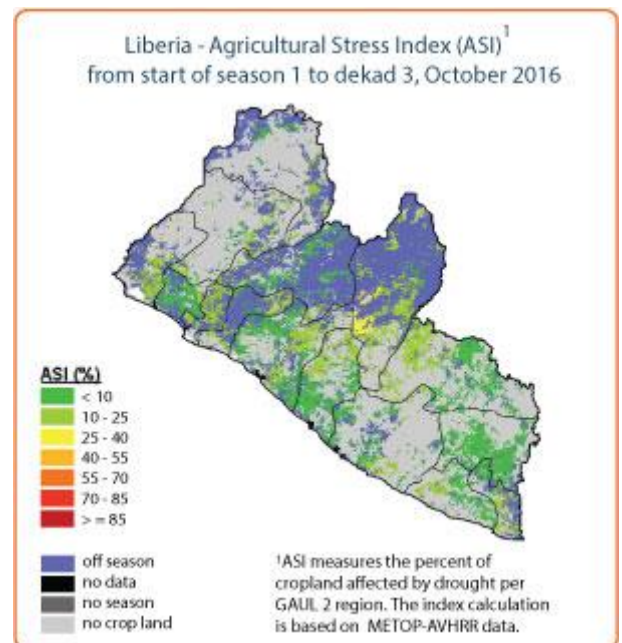 Liberia - Agricultural Stress Index (ASI)¹
from start of season 1 to dekad 3, October 2016
ASI (%)
< 10
10 - 25
25 - 40
40 - 55
55 - 70
70 - 85
> = 85
off season
no data
no season
no crop land
¹ASI measures the percent of
cropland affected by drought per
GAUL 2 region. The index calculation
is based on METOP-AVHRR data.